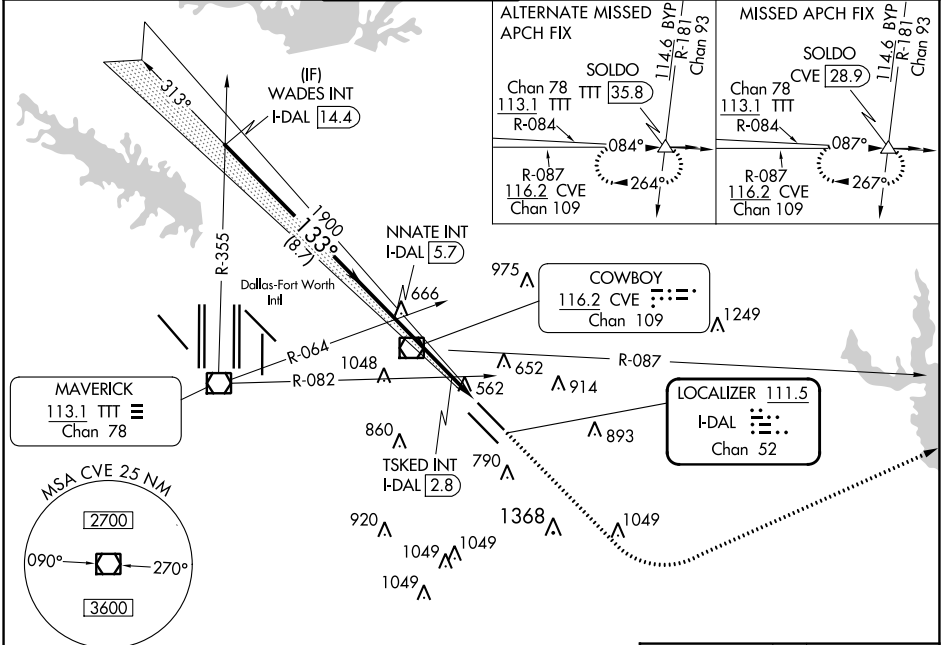 ALTERNATE MISSED
APCH FIX
SOLDO
TTT 35.8
Chan 78
113.1 TTT
R-084
084°
264°
R-087
116.2 CVE
Chan 109
114.6 BYP
R-181
Chan 93
MISSED APCH FIX
SOLDO
CVE 28.9
Chan 78
113.1 TTT
R-084
087°
267°
R-087
116.2 CVE
Chan 109
114.6 BYP
R-181
Chan 93
313°
(IF)
WADES INT
I-DAL 14.4
1900
133°
(8.7)
R-355
NNATE INT
I-DAL 5.7
Dallas-Fort Worth
Intl
666
975
COWBOY
116.2 CVE
Chan 109
1249
R-064
1048
R-082
652
R-087
562
914
MAVERICK
113.1 TTT
Chan 78
LOCALIZER 111.5
I-DAL
Chan 52
860
893
TSKED INT
I-DAL 2.8
790
MSA CVE 25 NM
2700
090°
270°
3600
920
1368
1049
1049
1049
1049